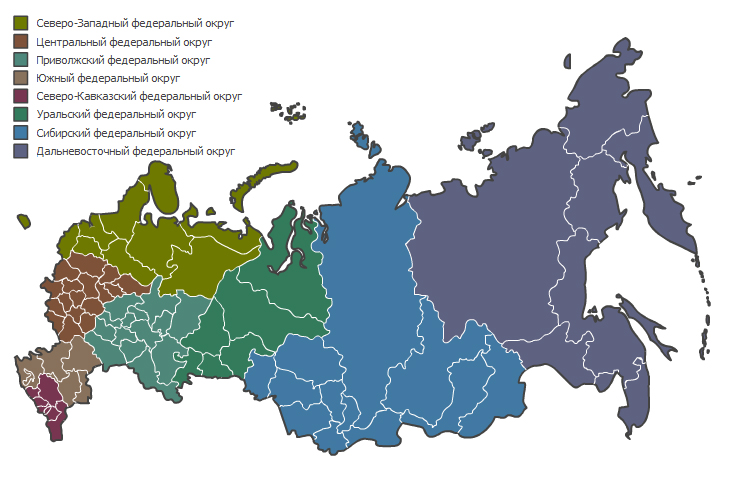 Северо-Западный федеральный округ
Центральный федеральный округ
Приволжский федеральный округ
Южный федеральный округ
Северо-Кавказский федеральный округ
Уральский федеральный округ
Сибирский федеральный округ
Дальневосточный федеральный округ